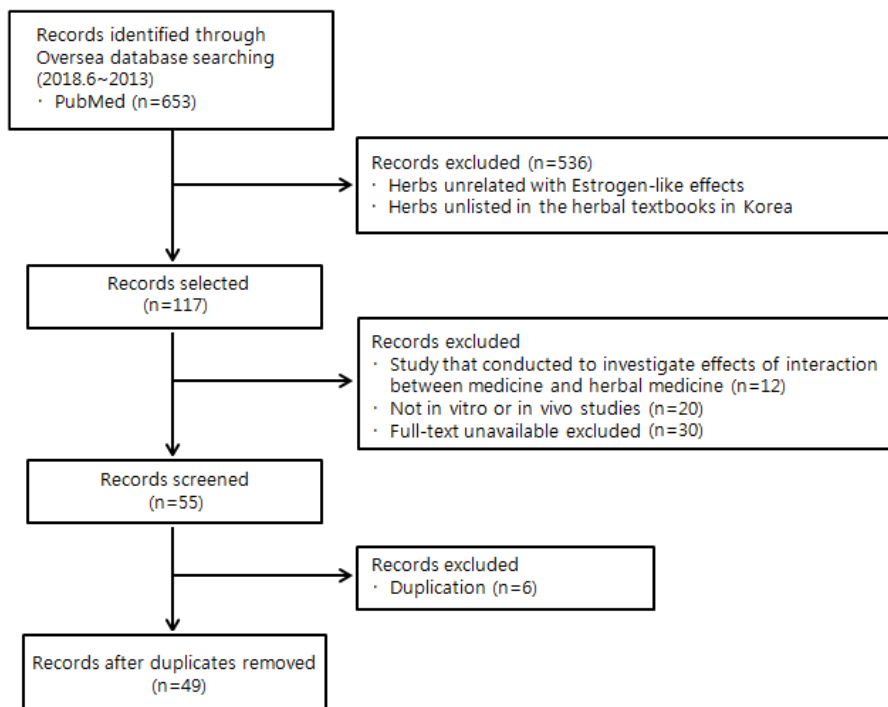 Records identified through
Oversea database searching
(2018.6~2013)
· PubMed (n=653)
Records excluded (n=536)
· Herbs unrelated with Estrogen-like effects
· Herbs unlisted in the herbal textbooks in Korea
Records selected
(n=117)
Records excluded
· Study that conducted to investigate effects of interaction
between medicine and herbal medicine (n=12)
· Not in vitro or in vivo studies (n=20)
· Full-text unavailable excluded (n=30)
Records screened
(n=55)
Records excluded
· Duplication (n=6)
Records after duplicates removed
(n=49)